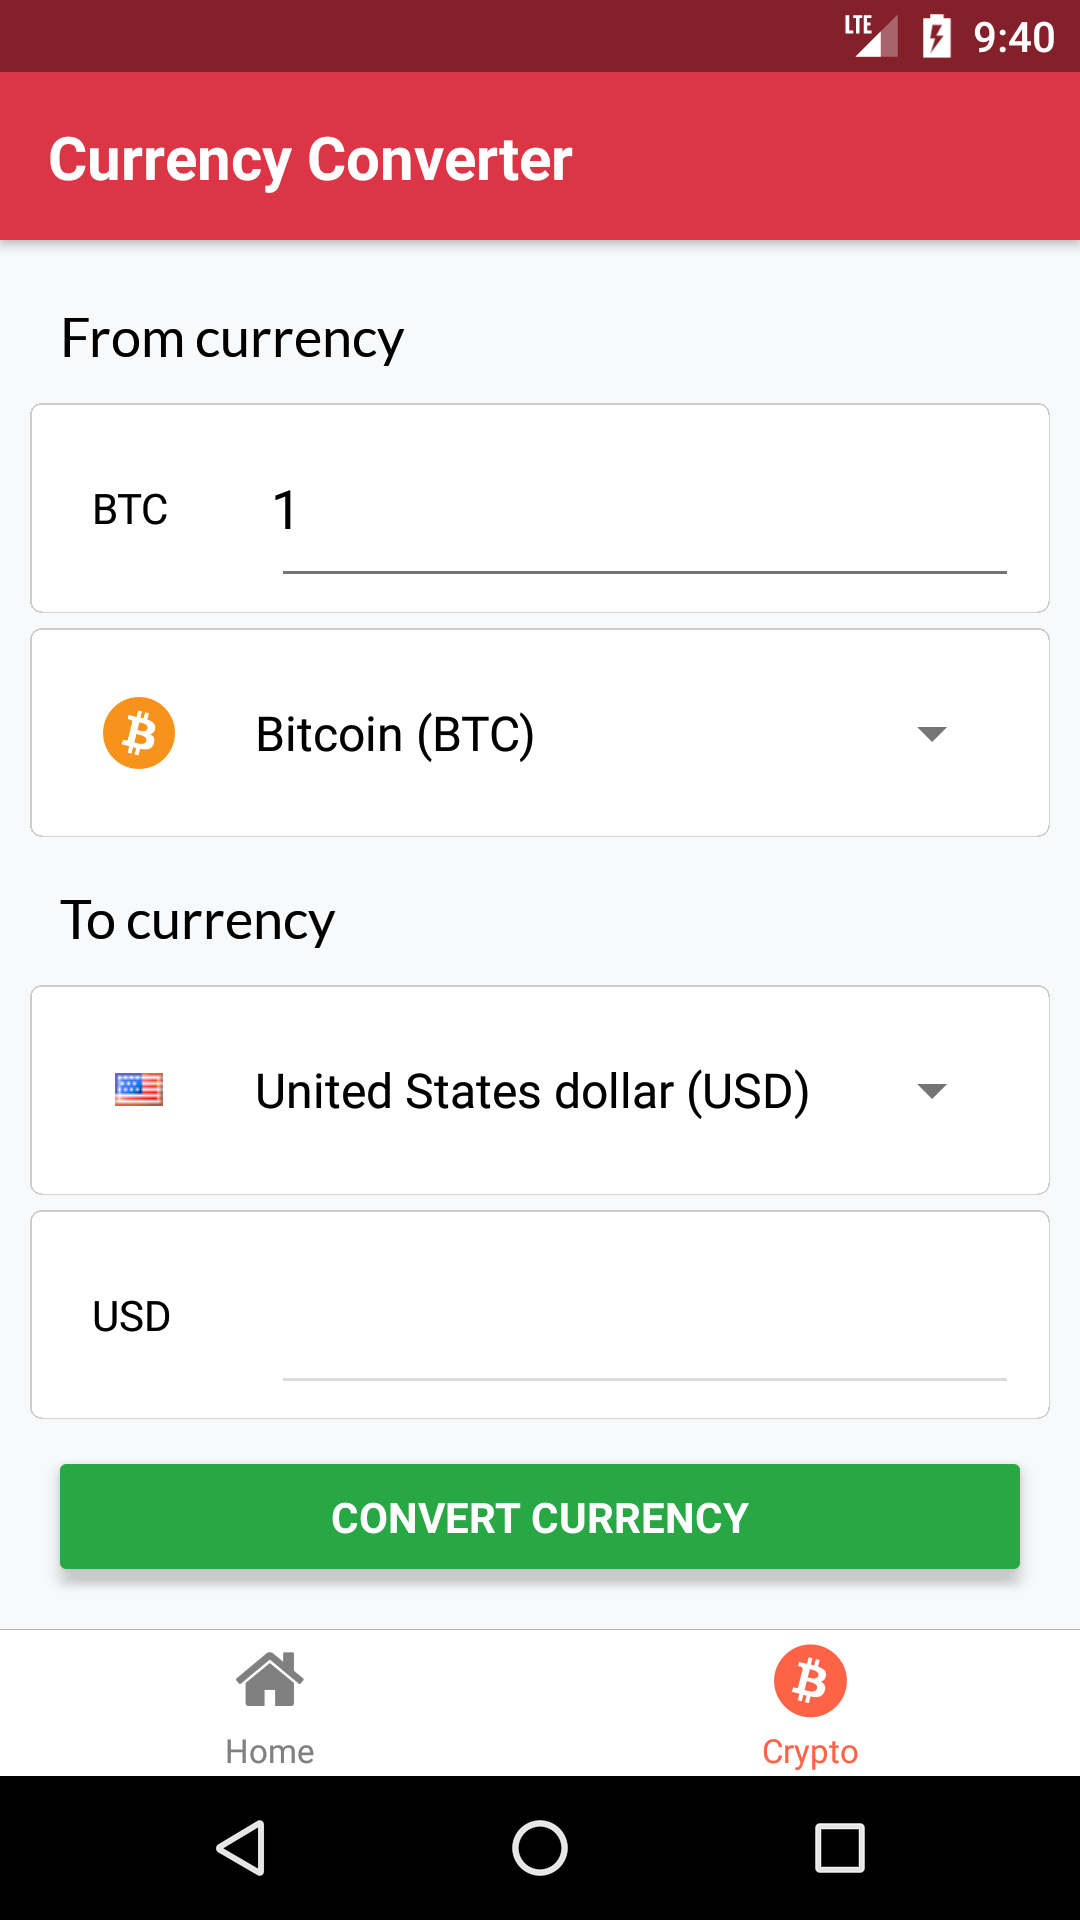 LTE 9:40
Currency Converter
From currency
BTC 1
Bitcoin (BTC)
To currency
United States dollar (USD)
USD
CONVERT CURRENCY
Home Crypto